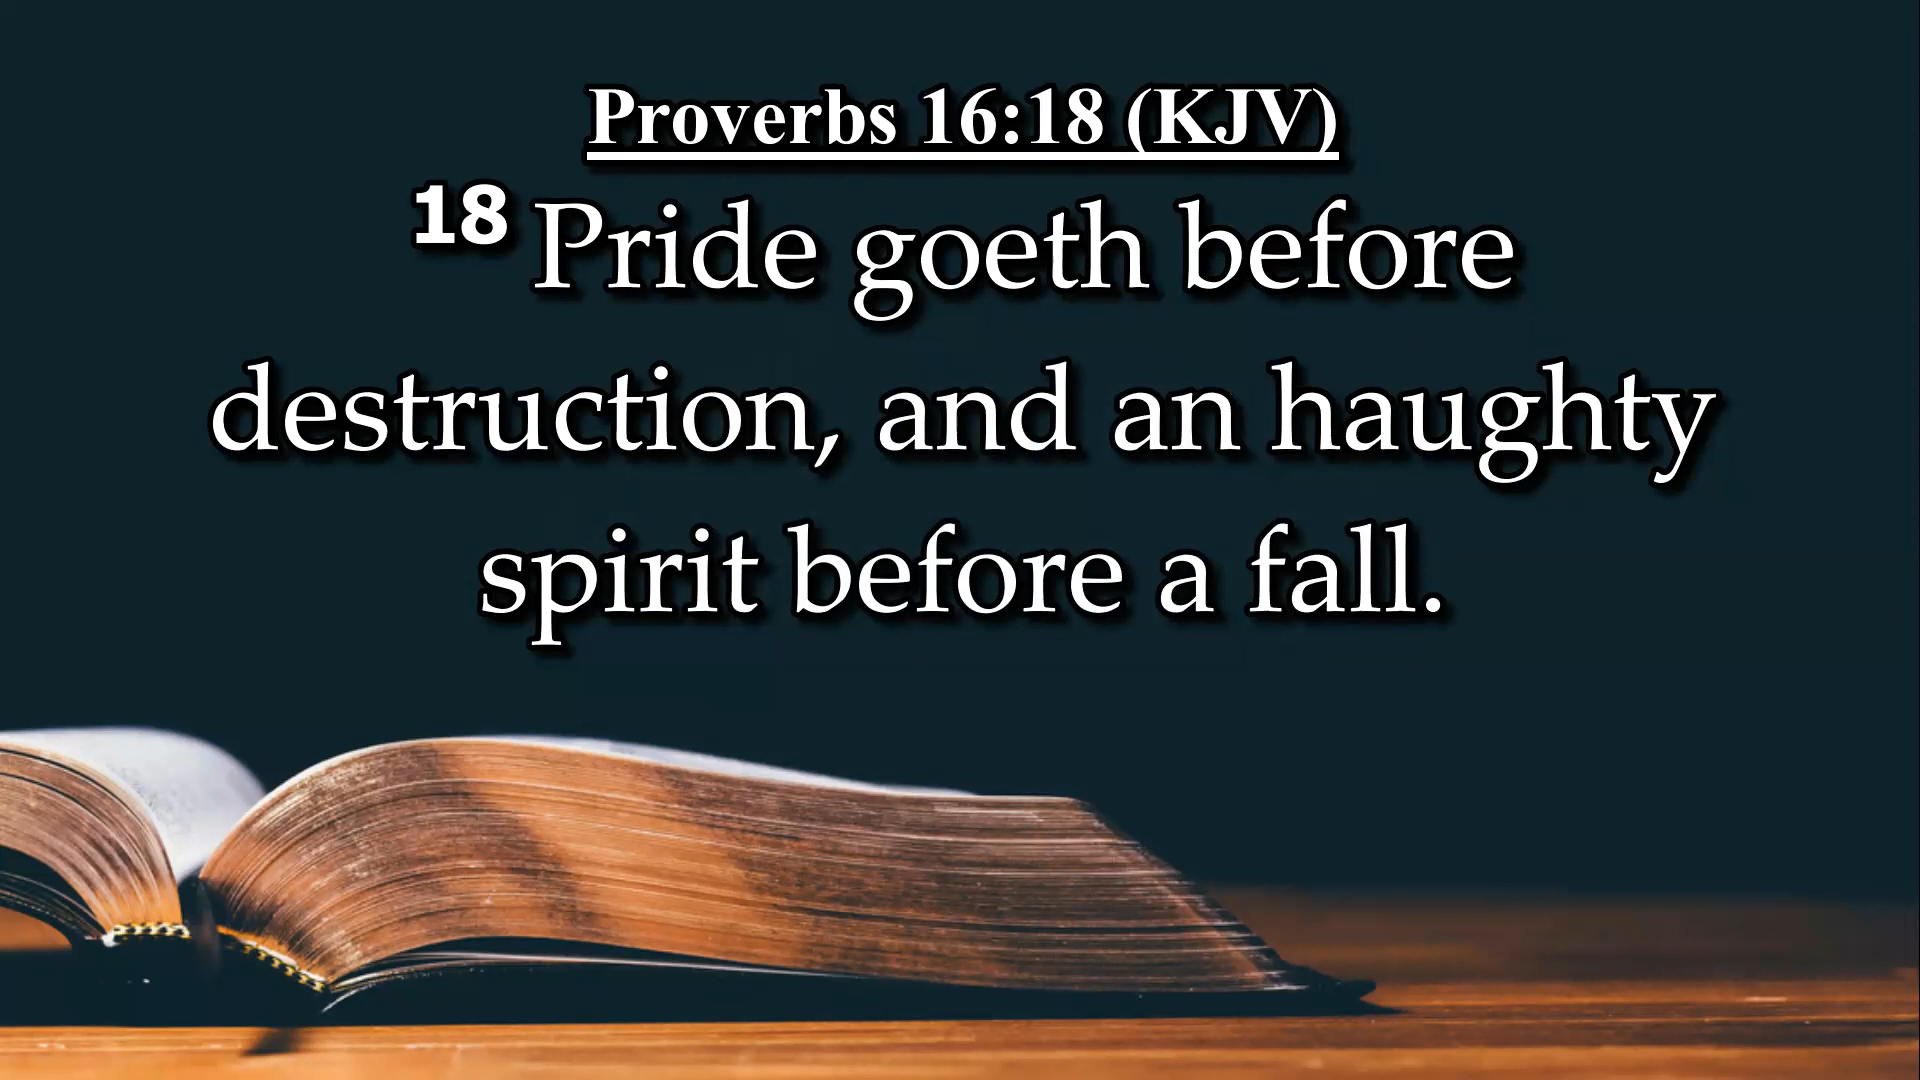 Proverbs 16:18 (KJV)
18 Pride goeth before
destruction, and an haughty
spirit before a fall.